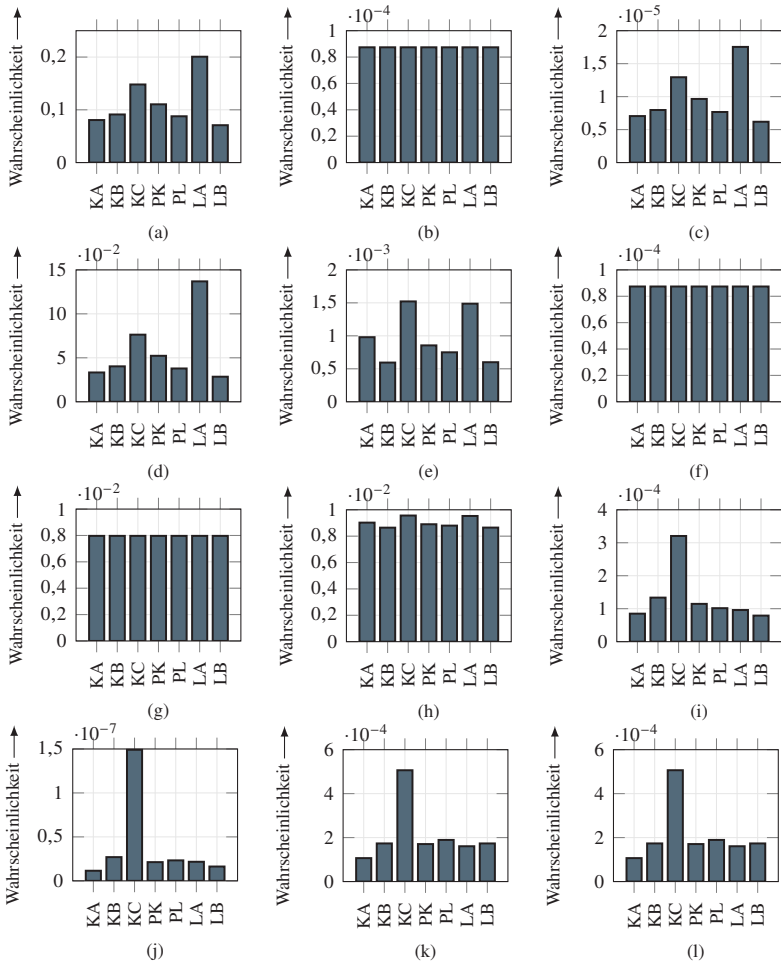 Wahrscheinlichkeit
0,2
0,1
0
KA KB KC PK PL LA LB
(a)
Wahrscheinlichkeit
·10⁻⁴
1
0,8
0,6
0,4
0,2
0
KA KB KC PK PL LA LB
(b)
Wahrscheinlichkeit
·10⁻⁵
2
1,5
1
0,5
0
KA KB KC PK PL LA LB
(c)
Wahrscheinlichkeit
·10⁻²
15
10
5
0
KA KB KC PK PL LA LB
(d)
Wahrscheinlichkeit
·10⁻³
2
1,5
1
0,5
0
KA KB KC PK PL LA LB
(e)
Wahrscheinlichkeit
·10⁻⁴
1
0,8
0,6
0,4
0,2
0
KA KB KC PK PL LA LB
(f)
Wahrscheinlichkeit
·10⁻²
1
0,8
0,6
0,4
0,2
0
KA KB KC PK PL LA LB
(g)
Wahrscheinlichkeit
·10⁻²
1
0,8
0,6
0,4
0,2
0
KA KB KC PK PL LA LB
(h)
Wahrscheinlichkeit
·10⁻⁴
4
3
2
1
0
KA KB KC PK PL LA LB
(i)
Wahrscheinlichkeit
·10⁻⁷
1,5
1
0,5
0
KA KB KC PK PL LA LB
(j)
Wahrscheinlichkeit
·10⁻⁴
6
4
2
0
KA KB KC PK PL LA LB
(k)
Wahrscheinlichkeit
·10⁻⁴
6
4
2
0
KA KB KC PK PL LA LB
(l)